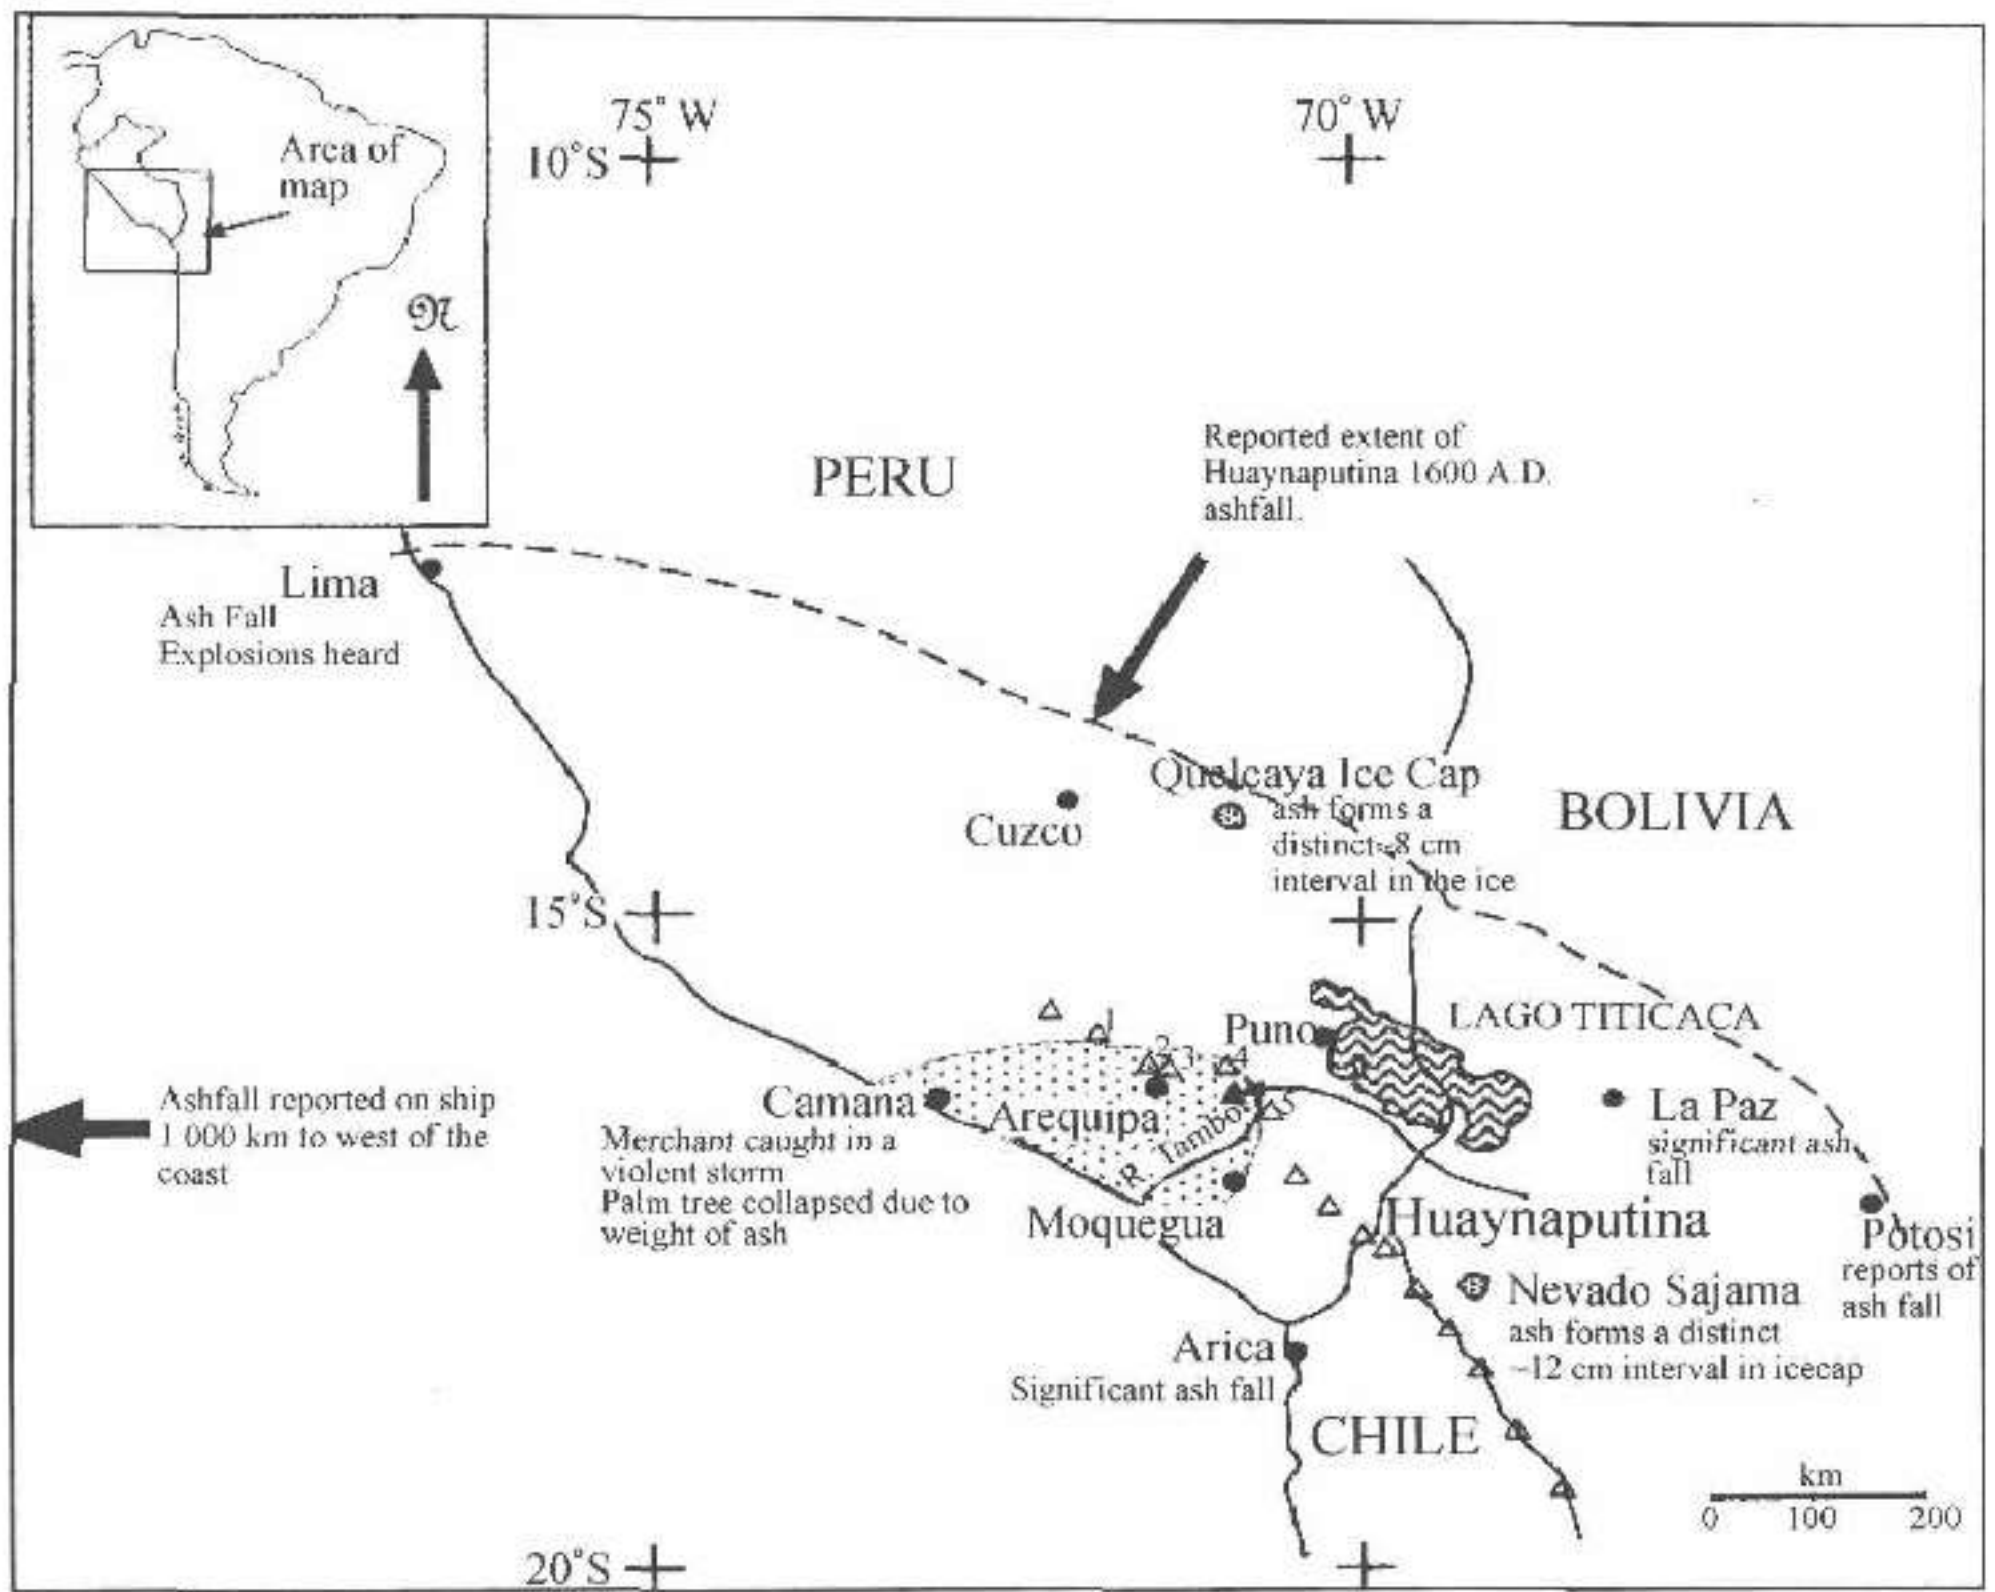 Area of
map
N
75° W
70° W
10°S
PERU
Reported extent of
Huaynaputina 1600 A.D.
ashfall.
Lima
Ash Fall
Explosions heard
Quelcaya Ice Cap
ash forms a
distinct ~8 cm
interval in the ice
Cuzco
BOLIVIA
15°S
LAGO TITICACA
Puno
1
2
3
4
5
Camana
Arequipa
R. Tambo
Merchant caught in a
violent storm
Palm tree collapsed due to
weight of ash
Ashfall reported on ship
1 000 km to west of the
coast
La Paz
significant ash
fall
Moquegua
Huaynaputina
Potosi
reports of
ash fall
Nevado Sajama
ash forms a distinct
~12 cm interval in icecap
Arica
Significant ash fall
CHILE
km
0 100 200
20°S